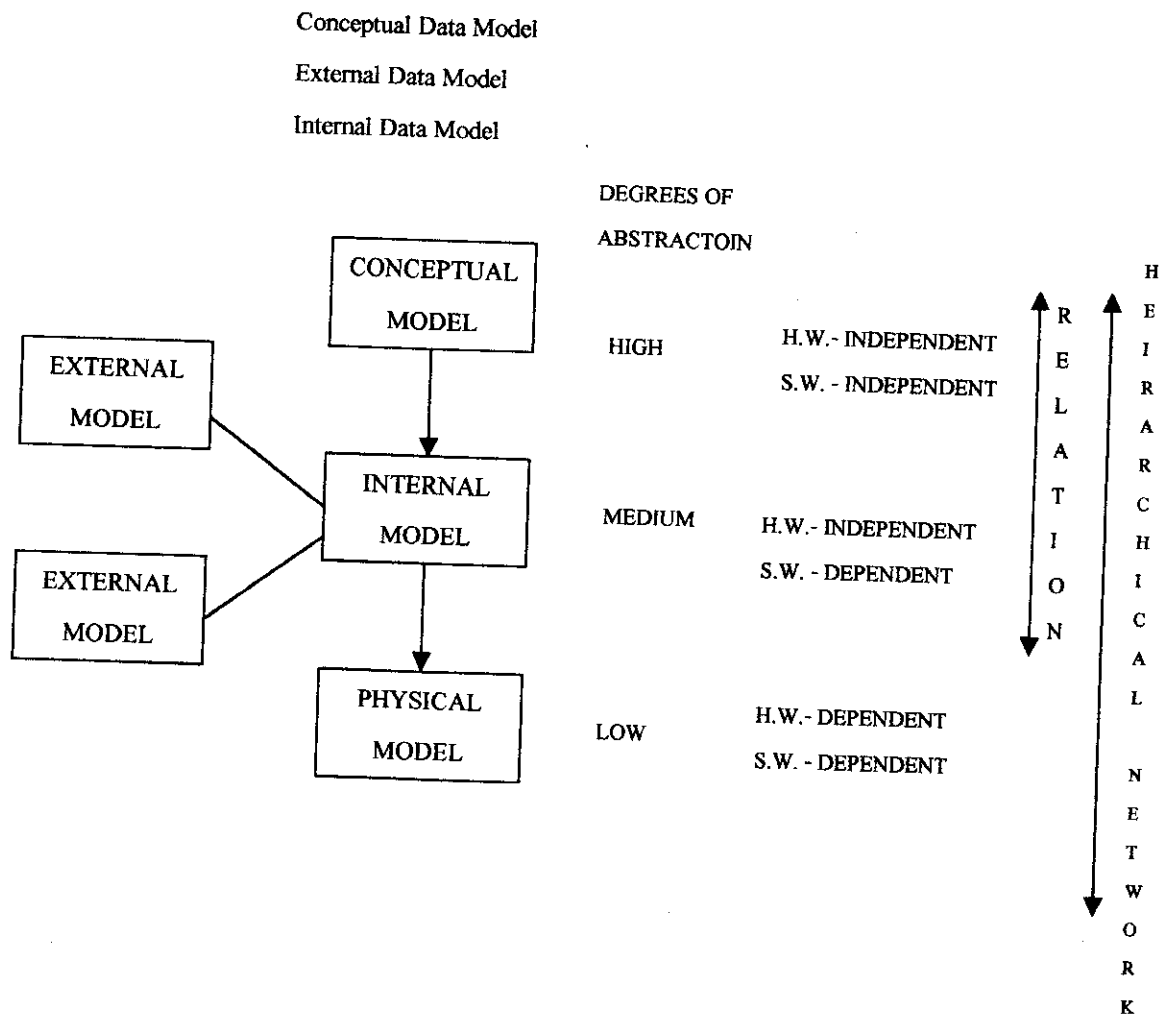 Conceptual Data Model
External Data Model
Internal Data Model
DEGREES OF
ABSTRACTOIN
CONCEPTUAL
MODEL
HIGH
H.W.- INDEPENDENT
S.W. - INDEPENDENT
EXTERNAL
MODEL
INTERNAL
MODEL
MEDIUM
H.W.- INDEPENDENT
S.W. - DEPENDENT
EXTERNAL
MODEL
PHYSICAL
MODEL
LOW
H.W.- DEPENDENT
S.W. - DEPENDENT
RELATION
HEIRARCHICAL NETWORK